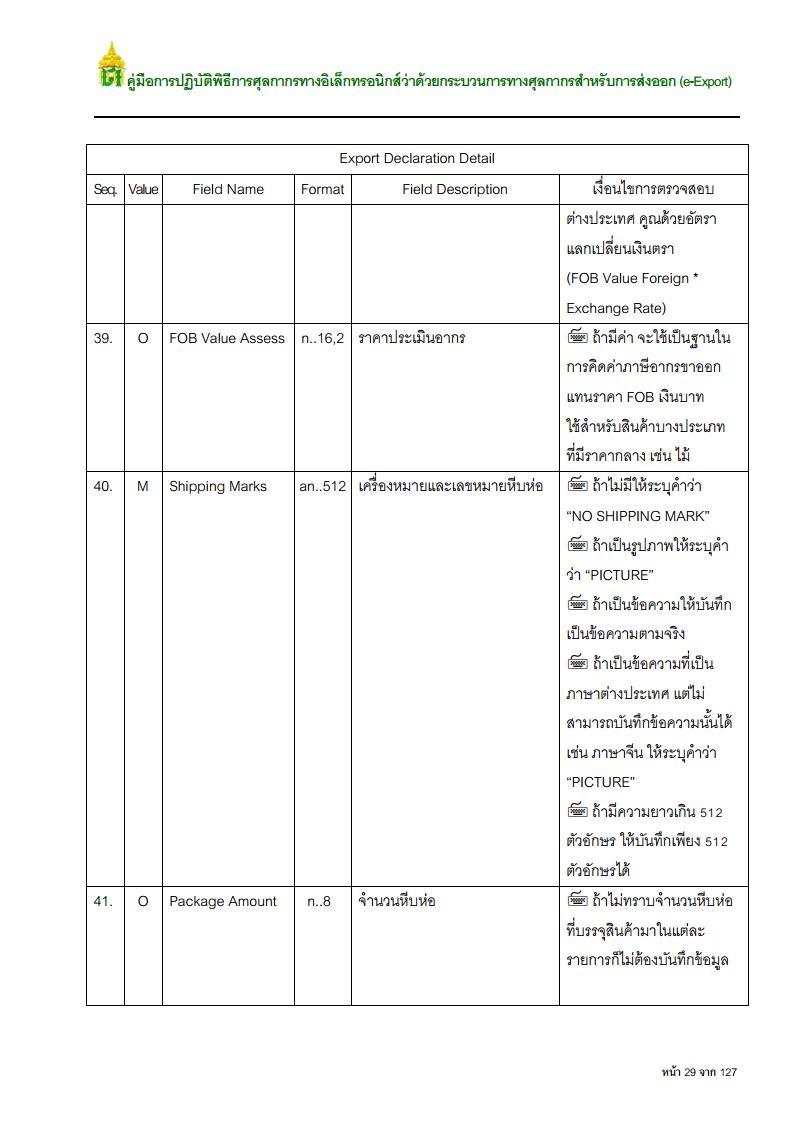 คู่มือการปฏิบัติพิธีการศุลกากรทางอิเล็กทรอนิกส์ว่าด้วยกระบวนการทางศุลกากรสำหรับการส่งออก (e-Export)
Export Declaration Detail
Seq. Value Field Name Format Field Description เงื่อนไขการตรวจสอบ
ต่างประเทศ คูณด้วยอัตรา
แลกเปลี่ยนเงินตรา
(FOB Value Foreign *
Exchange Rate)
39. O FOB Value Assess n..16,2 ราคาประเมินอากร ถ้ามีค่า จะใช้เป็นฐานใน
การคิดค่าภาษีอากรขาออก
แทนราคา FOB เงินบาท
ใช้สำหรับสินค้าบางประเภท
ที่มีราคากลาง เช่น ไม้
40. M Shipping Marks an..512 เครื่องหมายและเลขหมายหีบห่อ ถ้าไม่มีให้ระบุคำว่า
“NO SHIPPING MARK”
ถ้าเป็นรูปภาพให้ระบุคำ
ว่า “PICTURE”
ถ้าเป็นข้อความให้บันทึก
เป็นข้อความตามจริง
ถ้าเป็นข้อความที่เป็น
ภาษาต่างประเทศ แต่ไม่
สามารถบันทึกข้อความนั้นได้
เช่น ภาษาจีน ให้ระบุคำว่า
“PICTURE”
ถ้ามีความยาวเกิน 512
ตัวอักษร ให้บันทึกเพียง 512
ตัวอักษรได้
41. O Package Amount n..8 จำนวนหีบห่อ ถ้าไม่ทราบจำนวนหีบห่อ
ที่บรรจุสินค้ามาในแต่ละ
รายการก็ไม่ต้องบันทึกข้อมูล
หน้า 29 จาก 127